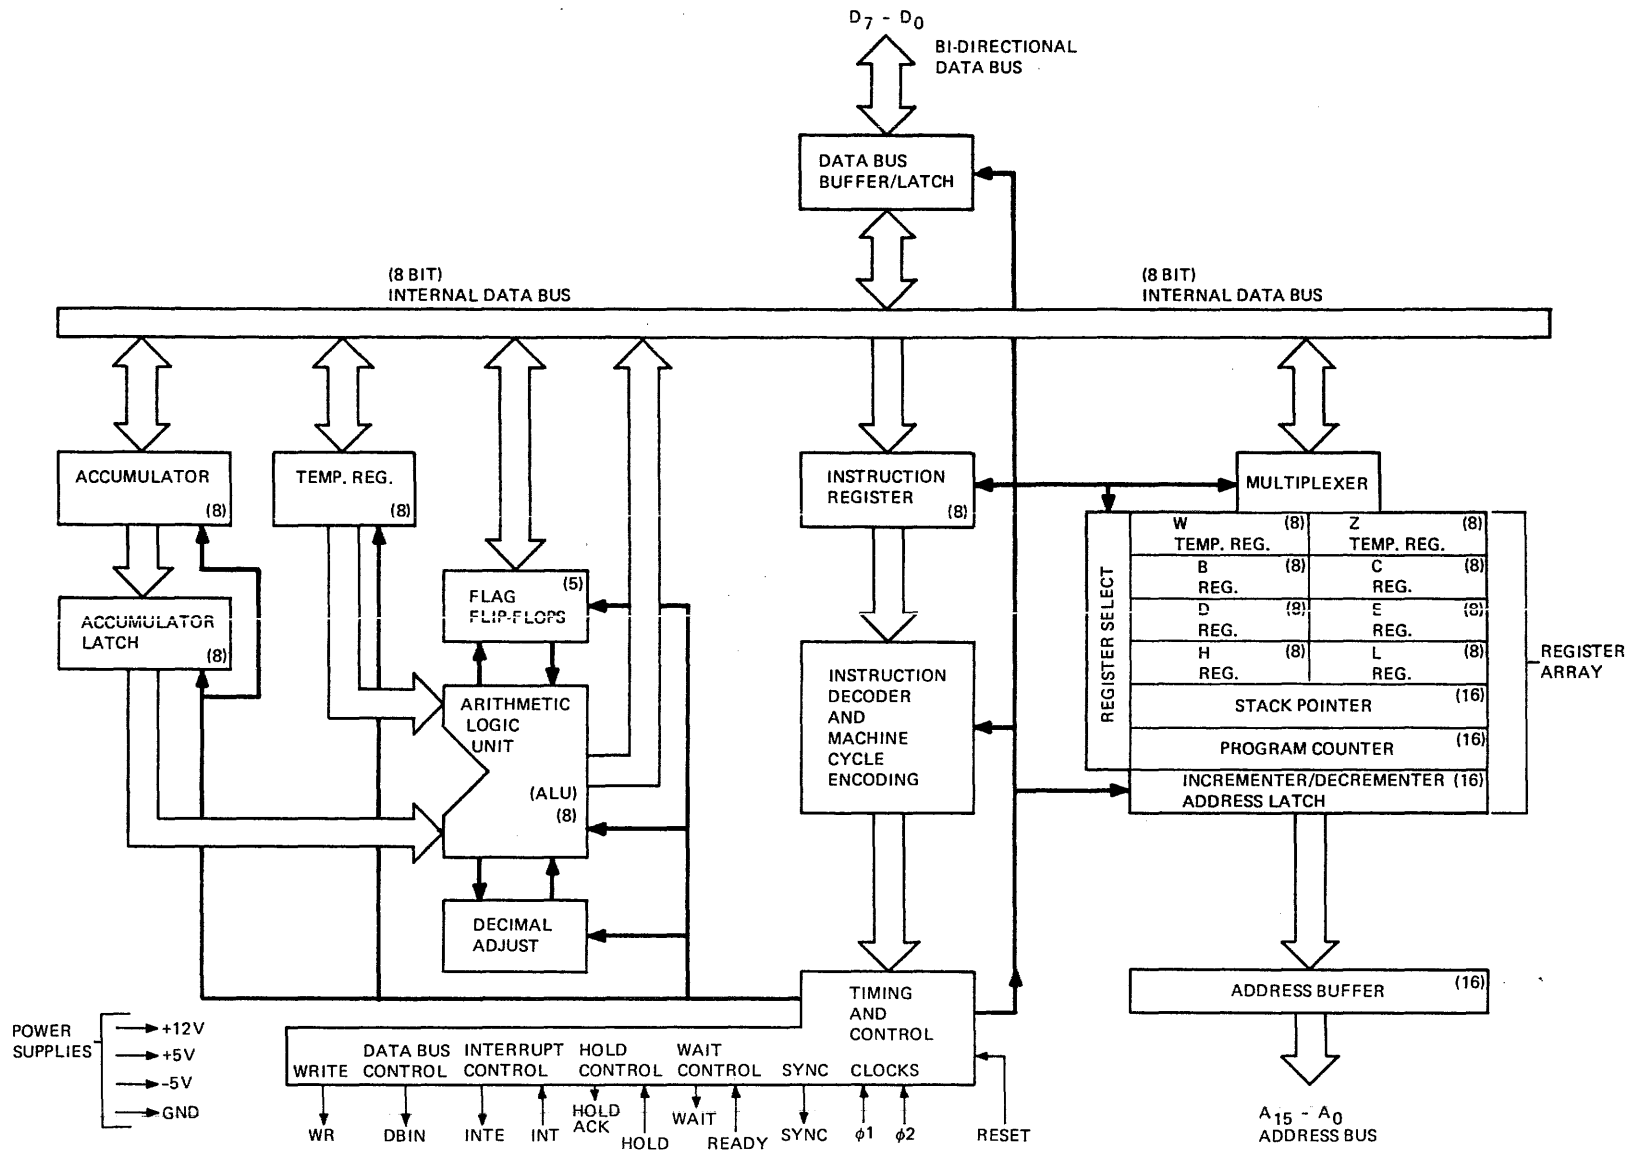 D7 - D0
BI-DIRECTIONAL
DATA BUS
DATA BUS
BUFFER/LATCH
(8 BIT)
INTERNAL DATA BUS
(8 BIT)
INTERNAL DATA BUS
ACCUMULATOR
(8)
TEMP. REG.
(8)
INSTRUCTION
REGISTER
(8)
MULTIPLEXER
ACCUMULATOR
LATCH
(8)
(5)
FLAG
FLIP-FLOPS
ARITHMETIC
LOGIC
UNIT
(ALU)
(8)
DECIMAL
ADJUST
INSTRUCTION
DECODER
AND
MACHINE
CYCLE
ENCODING
REGISTER SELECT
W (8) Z (8)
TEMP. REG. TEMP. REG.
B (8) C (8)
REG. REG.
D (8) E (8)
REG. REG.
H (8) L (8)
REG. REG.
STACK POINTER (16)
PROGRAM COUNTER (16)
INCREMENTER/DECREMENTER (16)
ADDRESS LATCH
REGISTER
ARRAY
ADDRESS BUFFER (16)
A15 - A0
ADDRESS BUS
TIMING
AND
CONTROL
WRITE
DATA BUS
CONTROL
INTERRUPT
CONTROL
HOLD
CONTROL
WAIT
CONTROL
SYNC
CLOCKS
WR
DBIN
INTE
INT
HOLD
ACK
HOLD
WAIT
READY
SYNC
φ1
φ2
RESET
POWER
SUPPLIES
+12V
+5V
-5V
GND